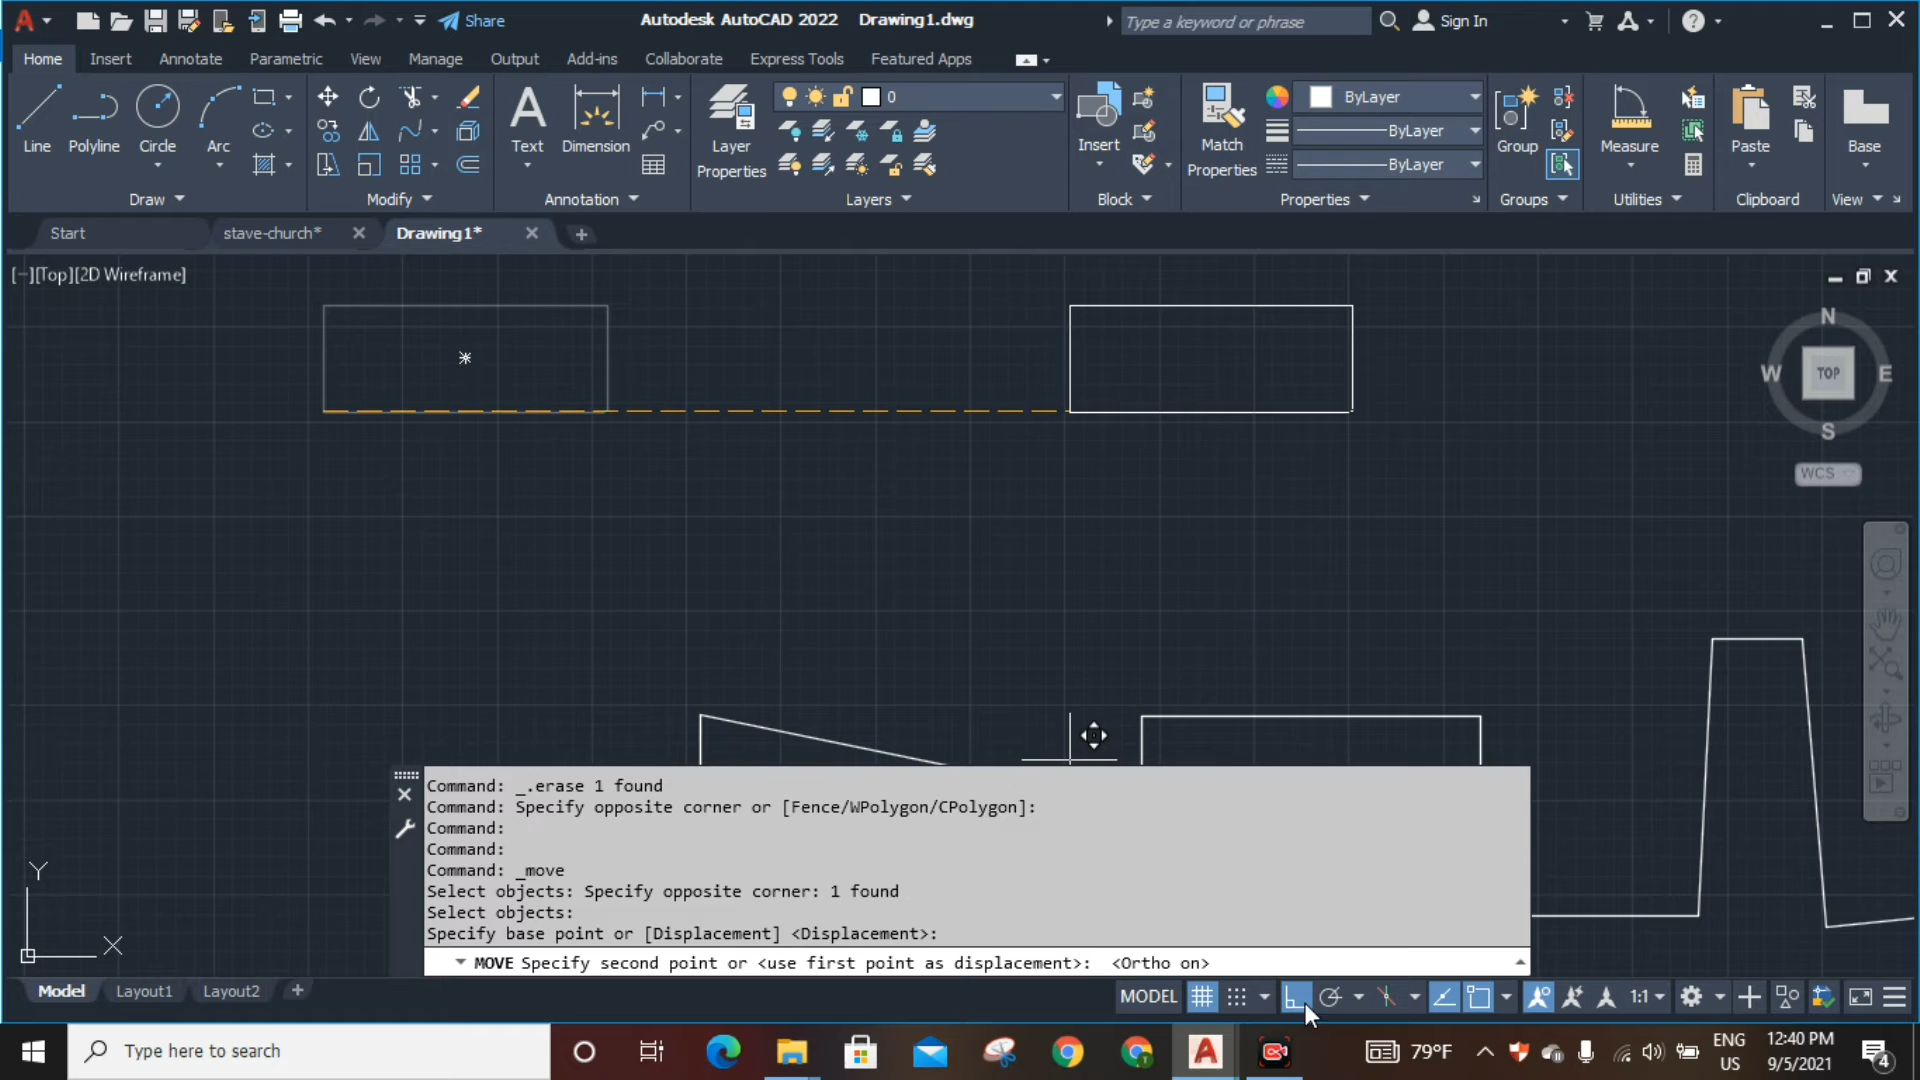 Share
Autodesk AutoCAD 2022 Drawing1.dwg
Type a keyword or phrase
Sign In
Home Insert Annotate Parametric View Manage Output Add-ins Collaborate Express Tools Featured Apps
Line Polyline Circle Arc
Draw
Modify
Text Dimension
Annotation
Layer Properties
0
Layers
Insert
Block
Match Properties
ByLayer
ByLayer
ByLayer
Properties
Group
Groups
Measure
Utilities
Paste
Clipboard
Base
View
Start stave-church* Drawing1*
[−][Top][2D Wireframe]
N
W TOP E
S
WCS
Command: _.erase 1 found
Command: Specify opposite corner or [Fence/WPolygon/CPolygon]:
Command:
Command:
Command: _move
Select objects: Specify opposite corner: 1 found
Select objects:
Specify base point or [Displacement] <Displacement>:
MOVE Specify second point or <use first point as displacement>: <Ortho on>
Y
X
Model Layout1 Layout2
MODEL 1:1
Type here to search
79°F
ENG
US
12:40 PM
9/5/2021
4